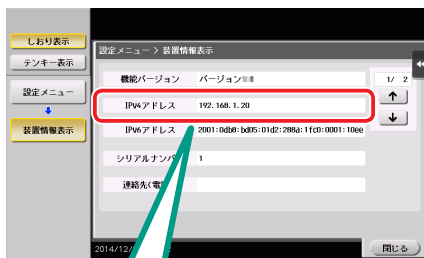 しおり表示
テンキー表示
設定メニュー
装置情報表示
設定メニュー > 装置情報表示
機能バージョン バージョン
1/ 2
IPv4アドレス 192.168.1.20
IPv6アドレス 2001:0db8:bd05:01d2:288a:1fc0:0001:10ee
シリアルナンバ 1
連絡先(電
2014/12/
閉じる